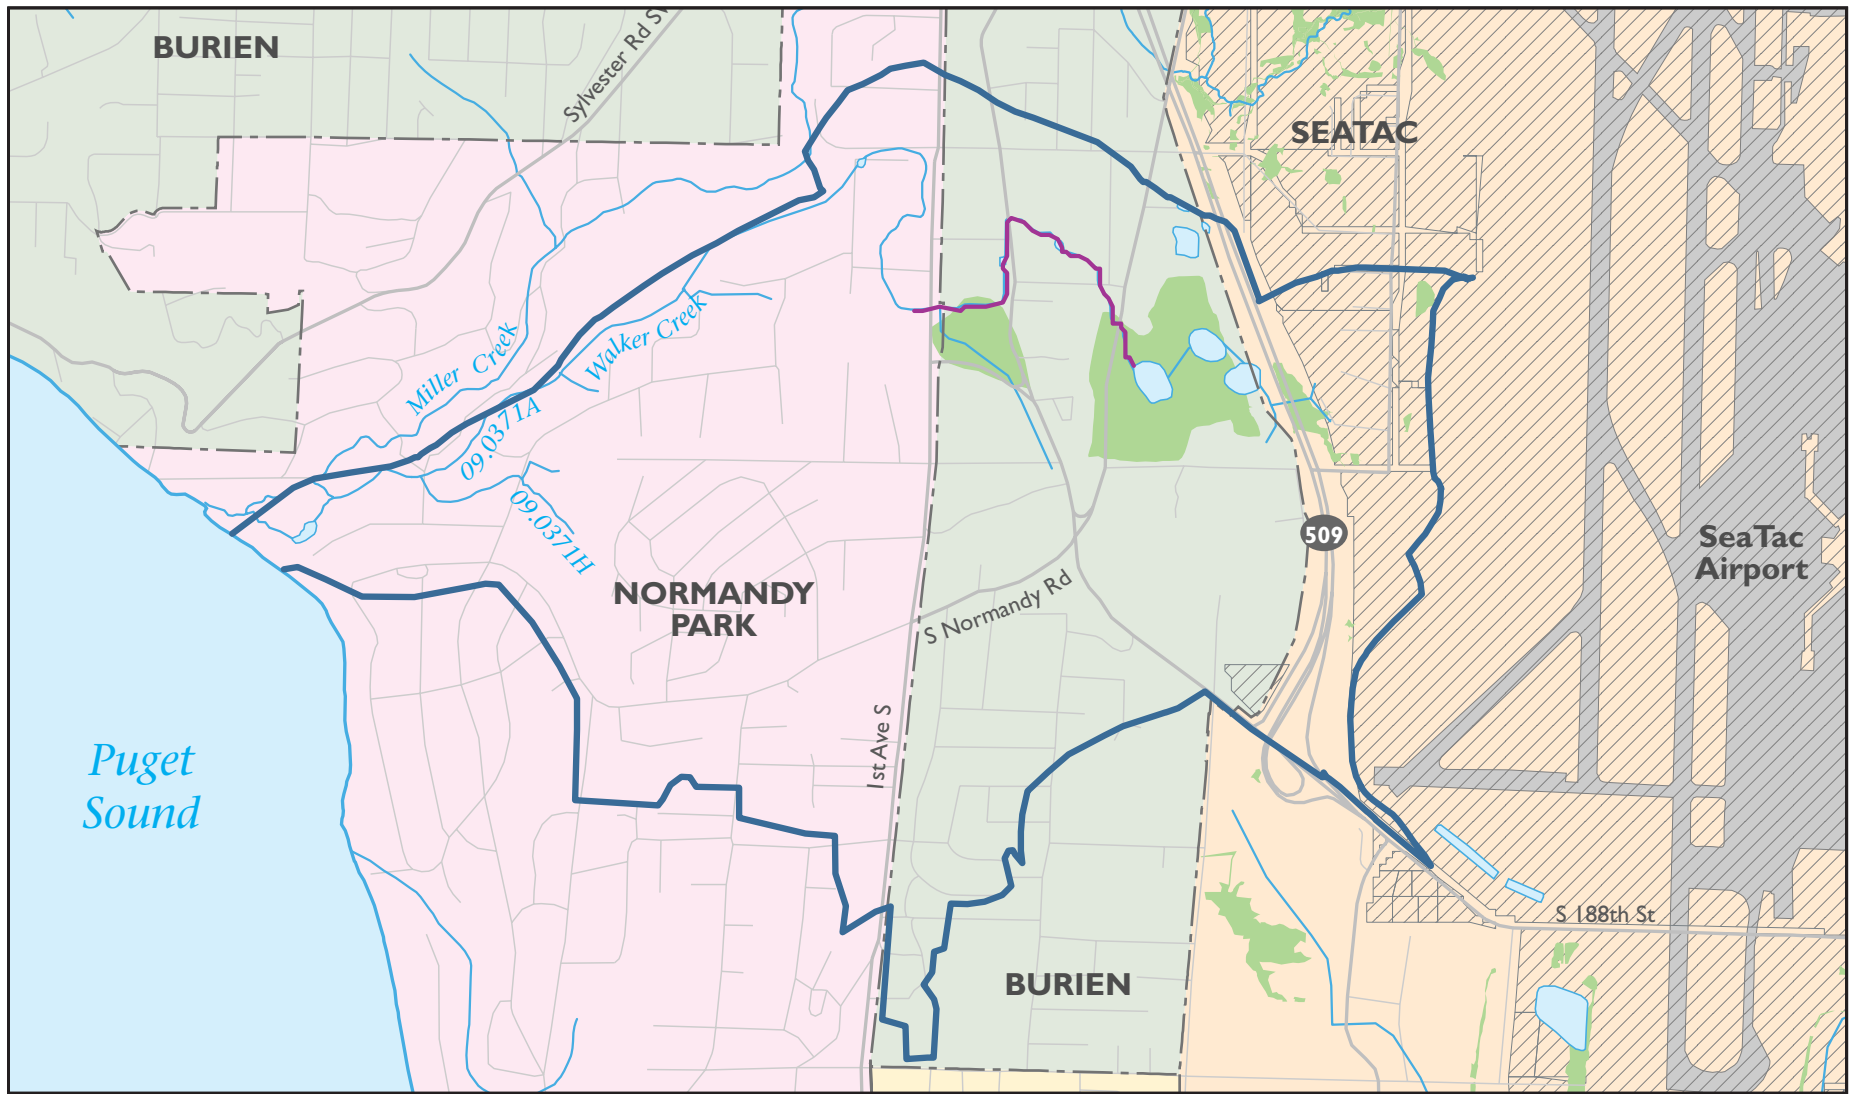 BURIEN
Sylvester Rd SW
SEATAC
Miller Creek
Walker Creek
09.0371A
09.0371H
509
SeaTac
Airport
NORMANDY
PARK
S Normandy Rd
1st Ave S
Puget
Sound
S 188th St
BURIEN